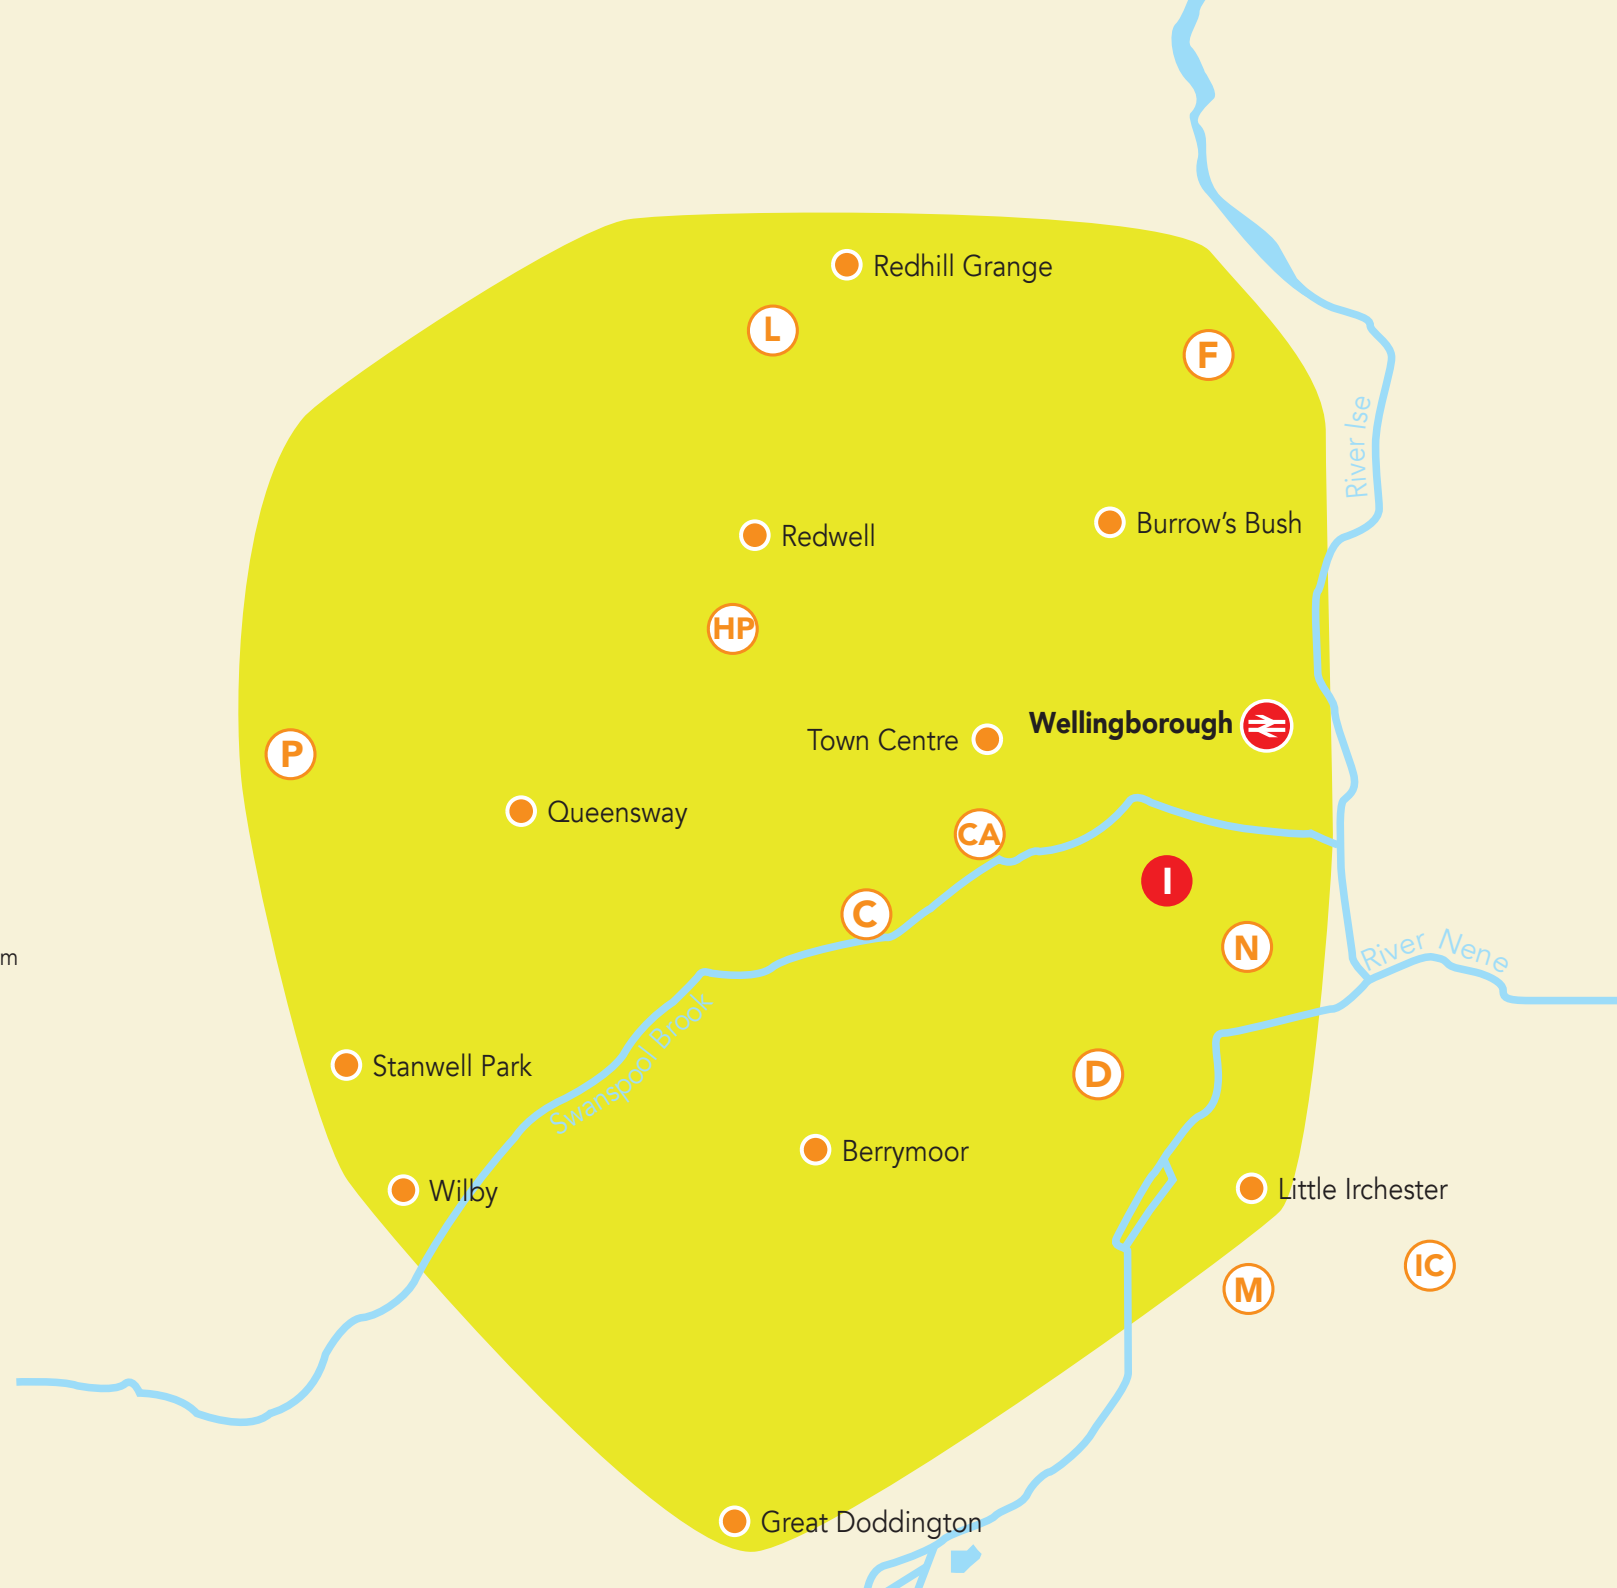 Redhill Grange
L
F
River Ise
Redwell
Burrow's Bush
HP
Wellingborough
Town Centre
P
Queensway
CA
I
C
N
River Nene
m
Swanspool Brook
Stanwell Park
D
Berrymoor
Wilby
Little Irchester
IC
M
Great Doddington